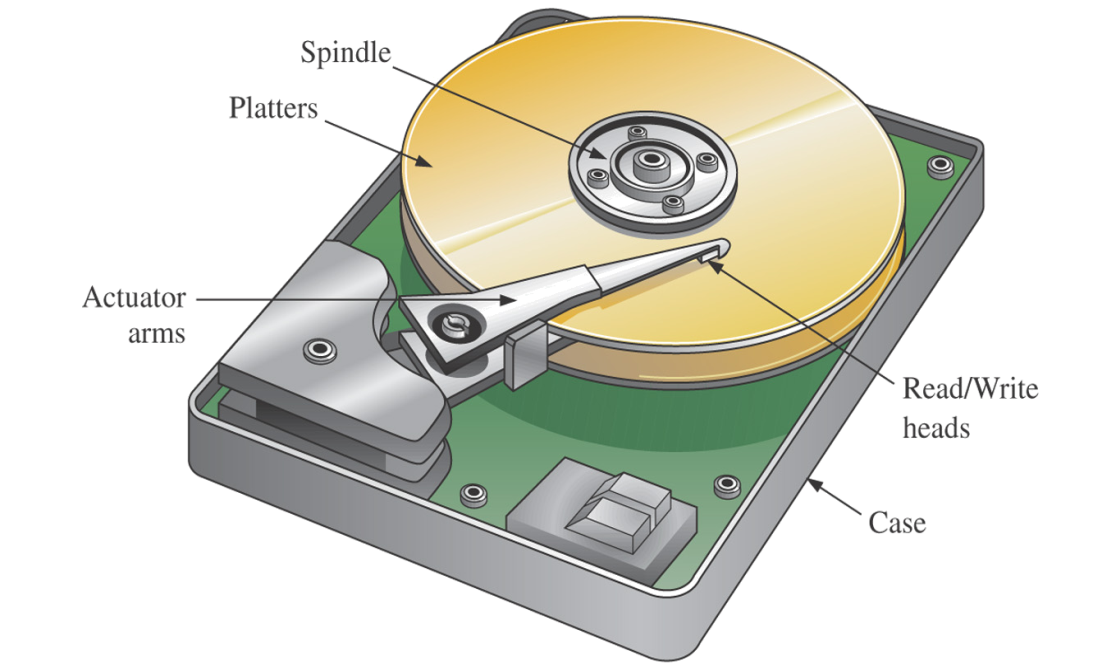 Spindle
Platters
Actuator
arms
Read/Write
heads
Case